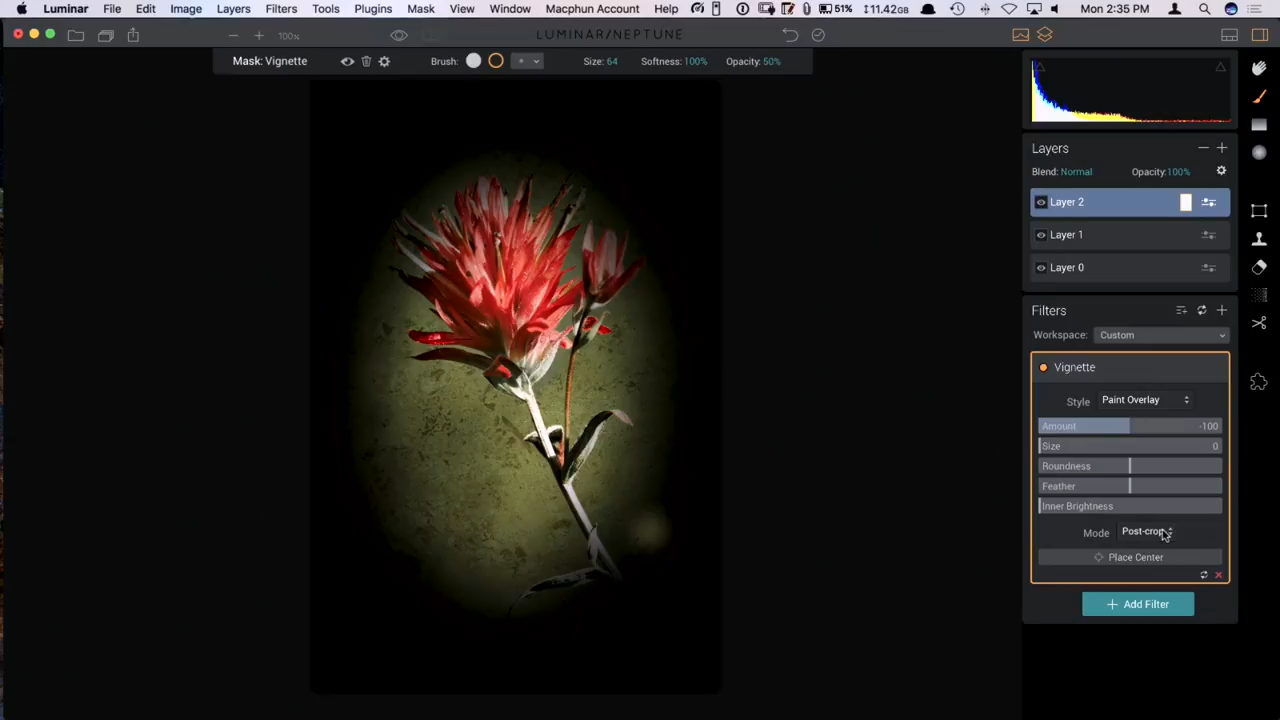 Luminar File Edit Image Layers Filters Tools Plugins Mask View Window Macphun Account Help 51% 11.42GB Mon 2:35 PM
100% LUMINAR/NEPTUNE
Mask: Vignette Brush: Size: 64 Softness: 100% Opacity: 50%
Layers
Blend: Normal Opacity:100%
Layer 2
Layer 1
Layer 0
Filters
Workspace: Custom
Vignette
Style Paint Overlay
Amount -100
Size 0
Roundness
Feather
Inner Brightness
Mode Post-crop
Place Center
Add Filter